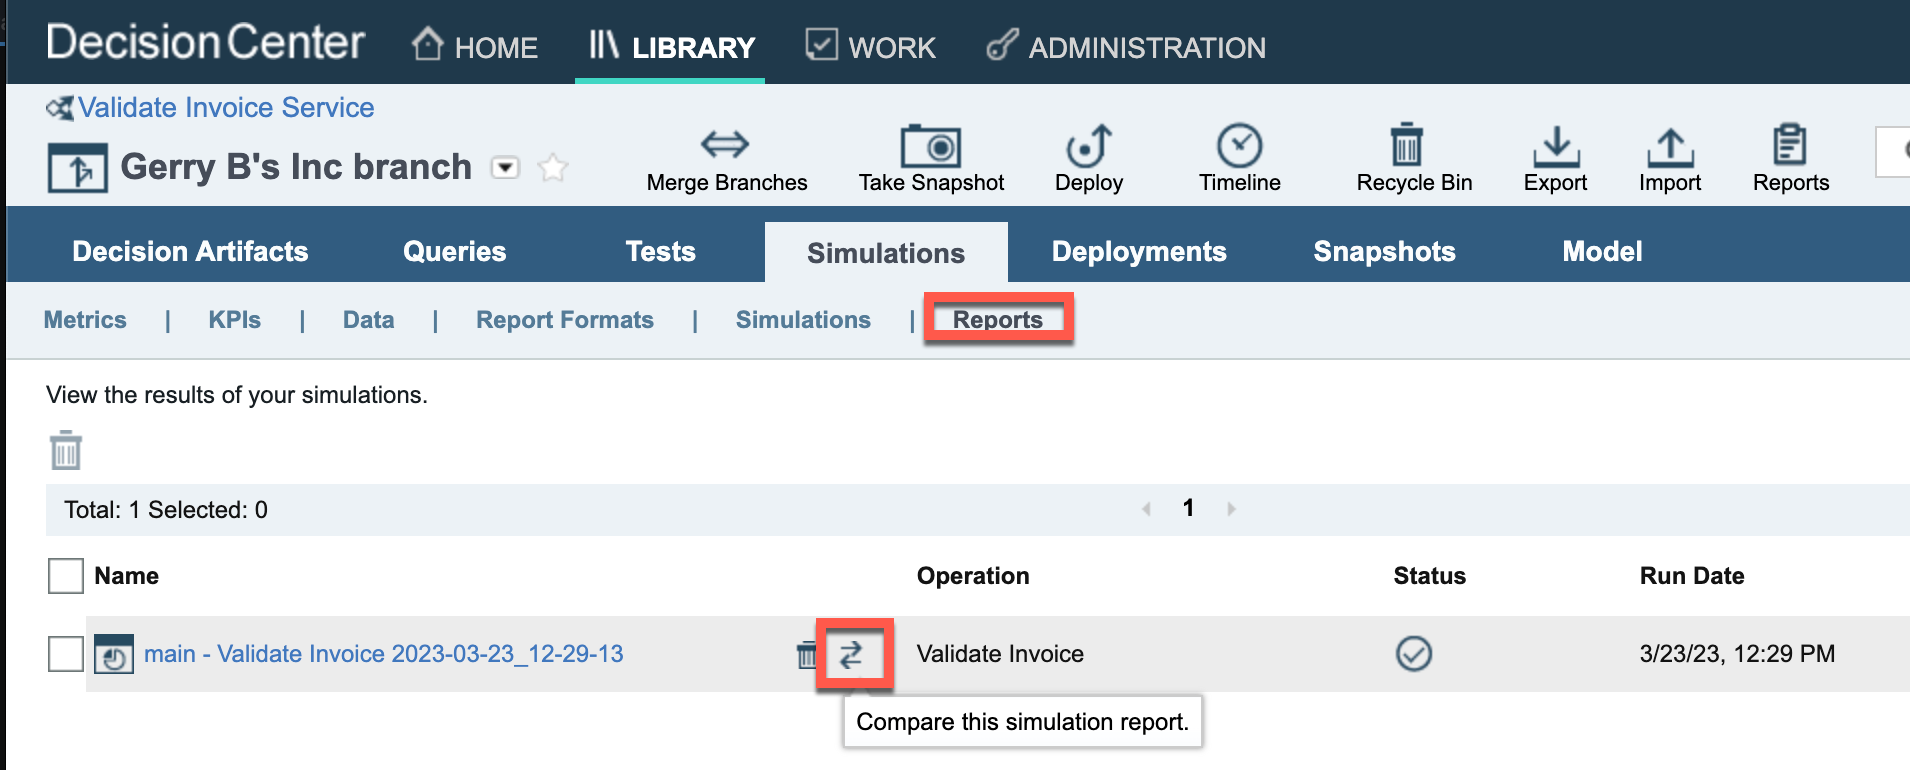 Decision Center HOME LIBRARY WORK ADMINISTRATION
Validate Invoice Service
Gerry B's Inc branch
Merge Branches Take Snapshot Deploy Timeline Recycle Bin Export Import Reports
Decision Artifacts Queries Tests Simulations Deployments Snapshots Model
Metrics | KPIs | Data | Report Formats | Simulations | Reports
View the results of your simulations.
Total: 1 Selected: 0 1
Name Operation Status Run Date
main - Validate Invoice 2023-03-23_12-29-13 Validate Invoice 3/23/23, 12:29 PM
Compare this simulation report.